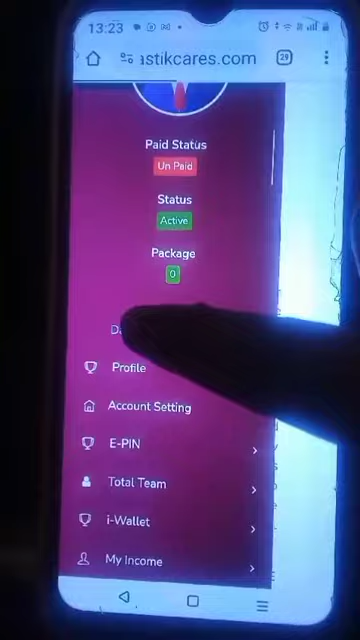 13:23
astikcares.com
29
Paid Status
Un Paid
Status
Active
Package
0
Profile
Account Setting
E-PIN
Total Team
i-Wallet
My Income